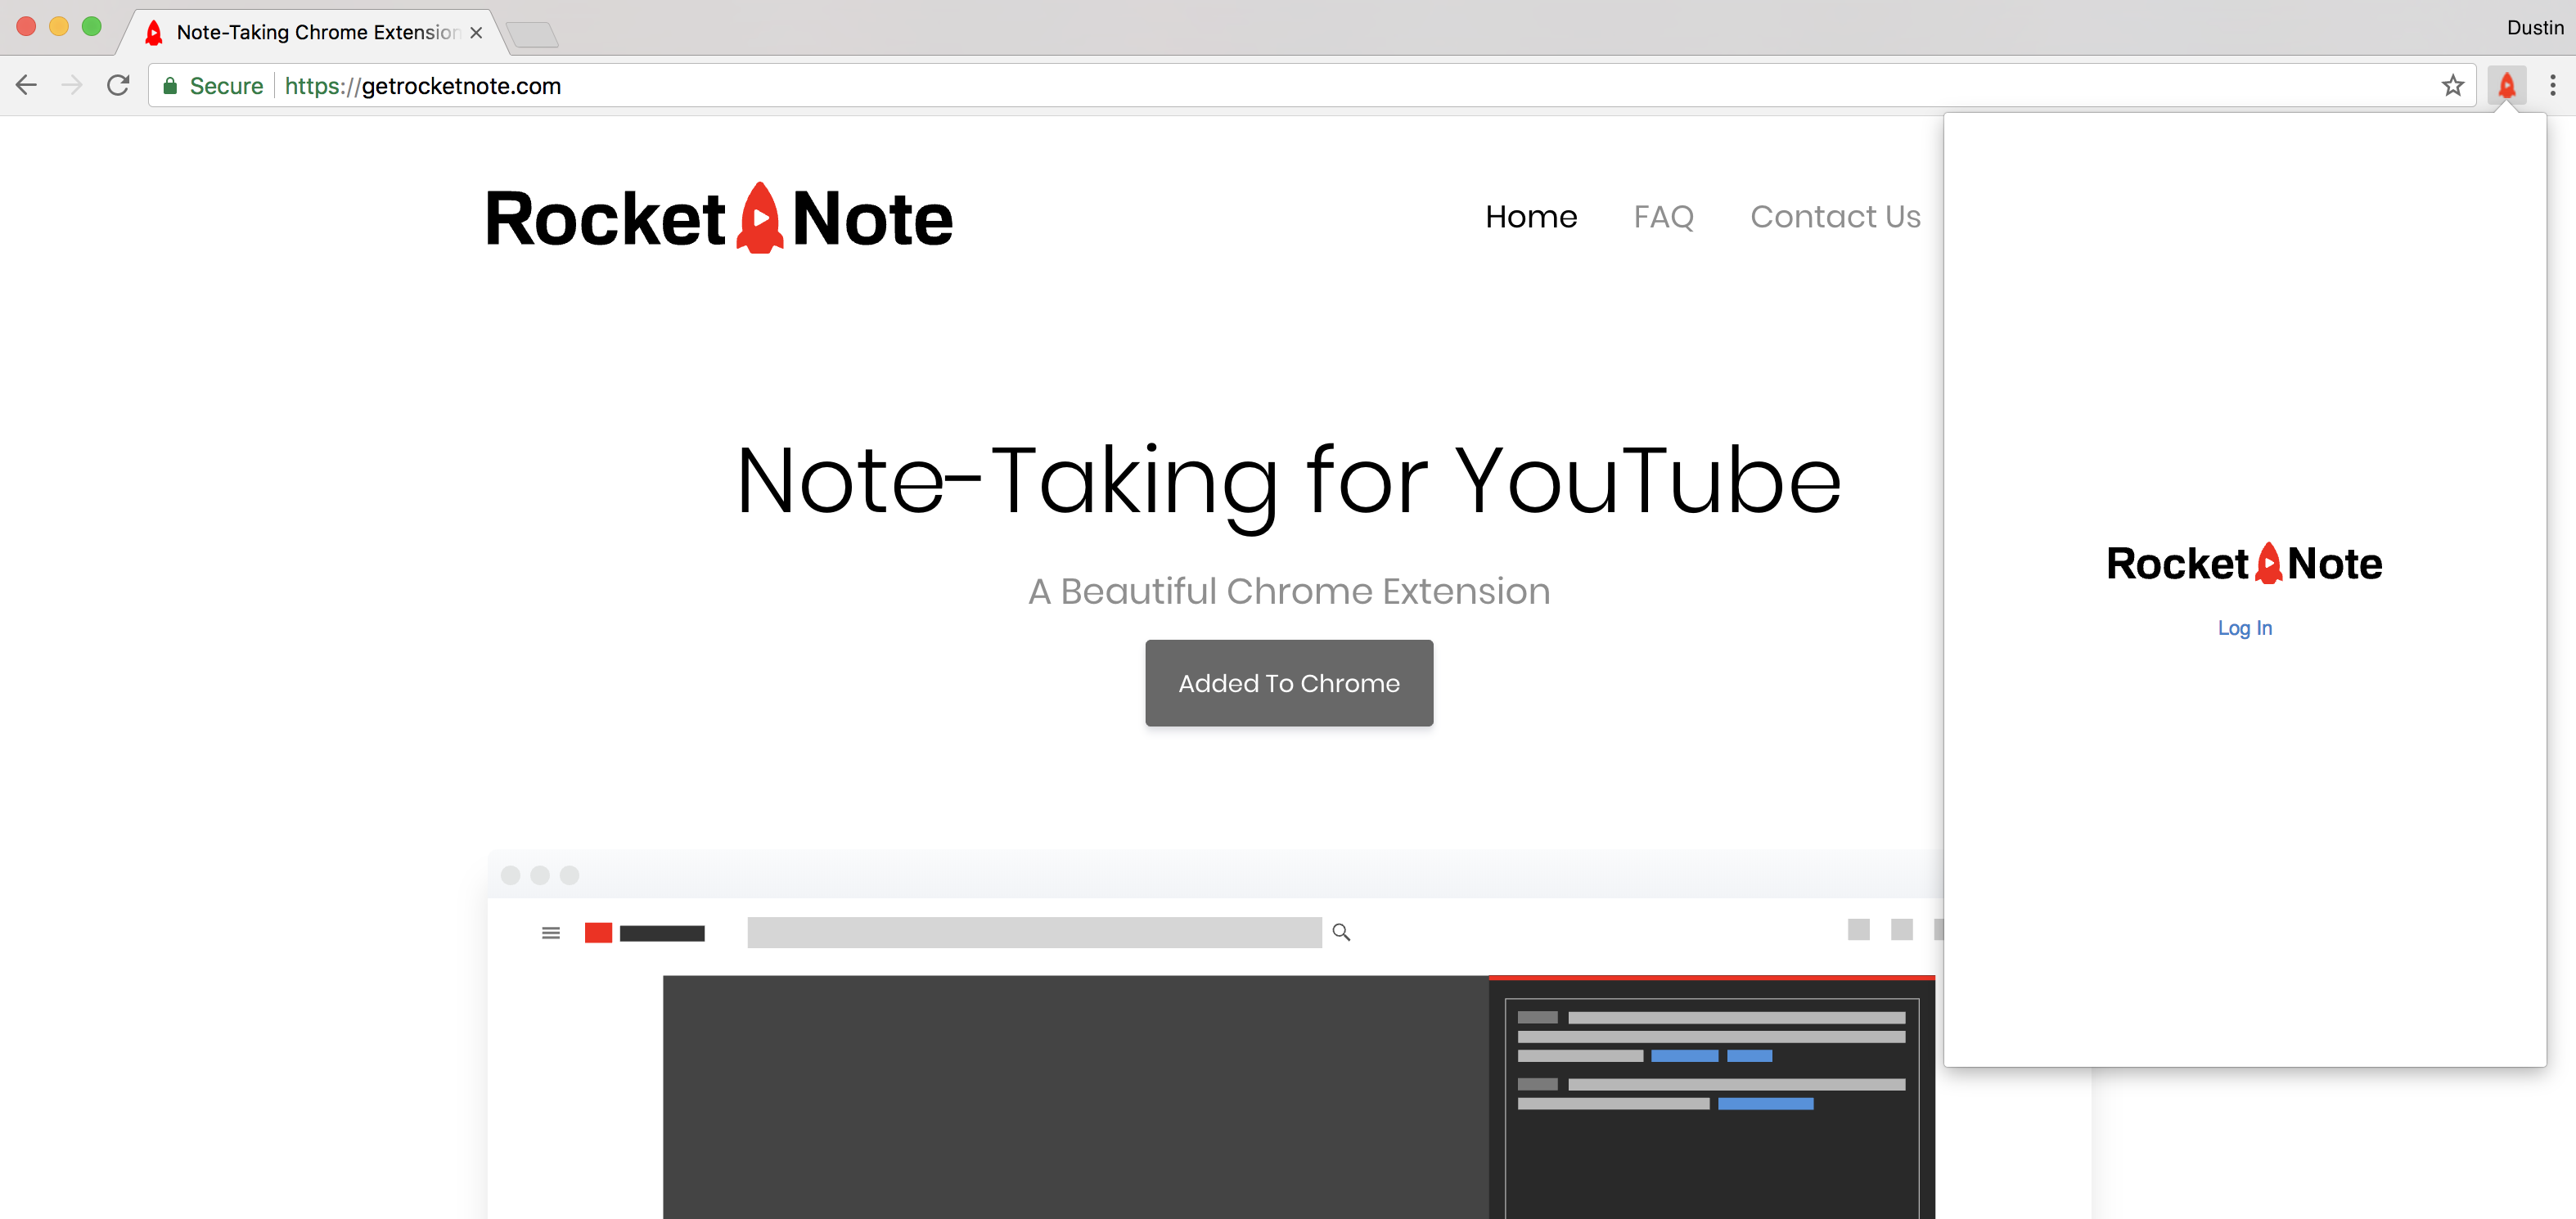 Note-Taking Chrome Extension
Dustin
Secure https://getrocketnote.com
Rocket Note
Home FAQ Contact Us
Note-Taking for YouTube
A Beautiful Chrome Extension
Added To Chrome
Rocket Note
Log In